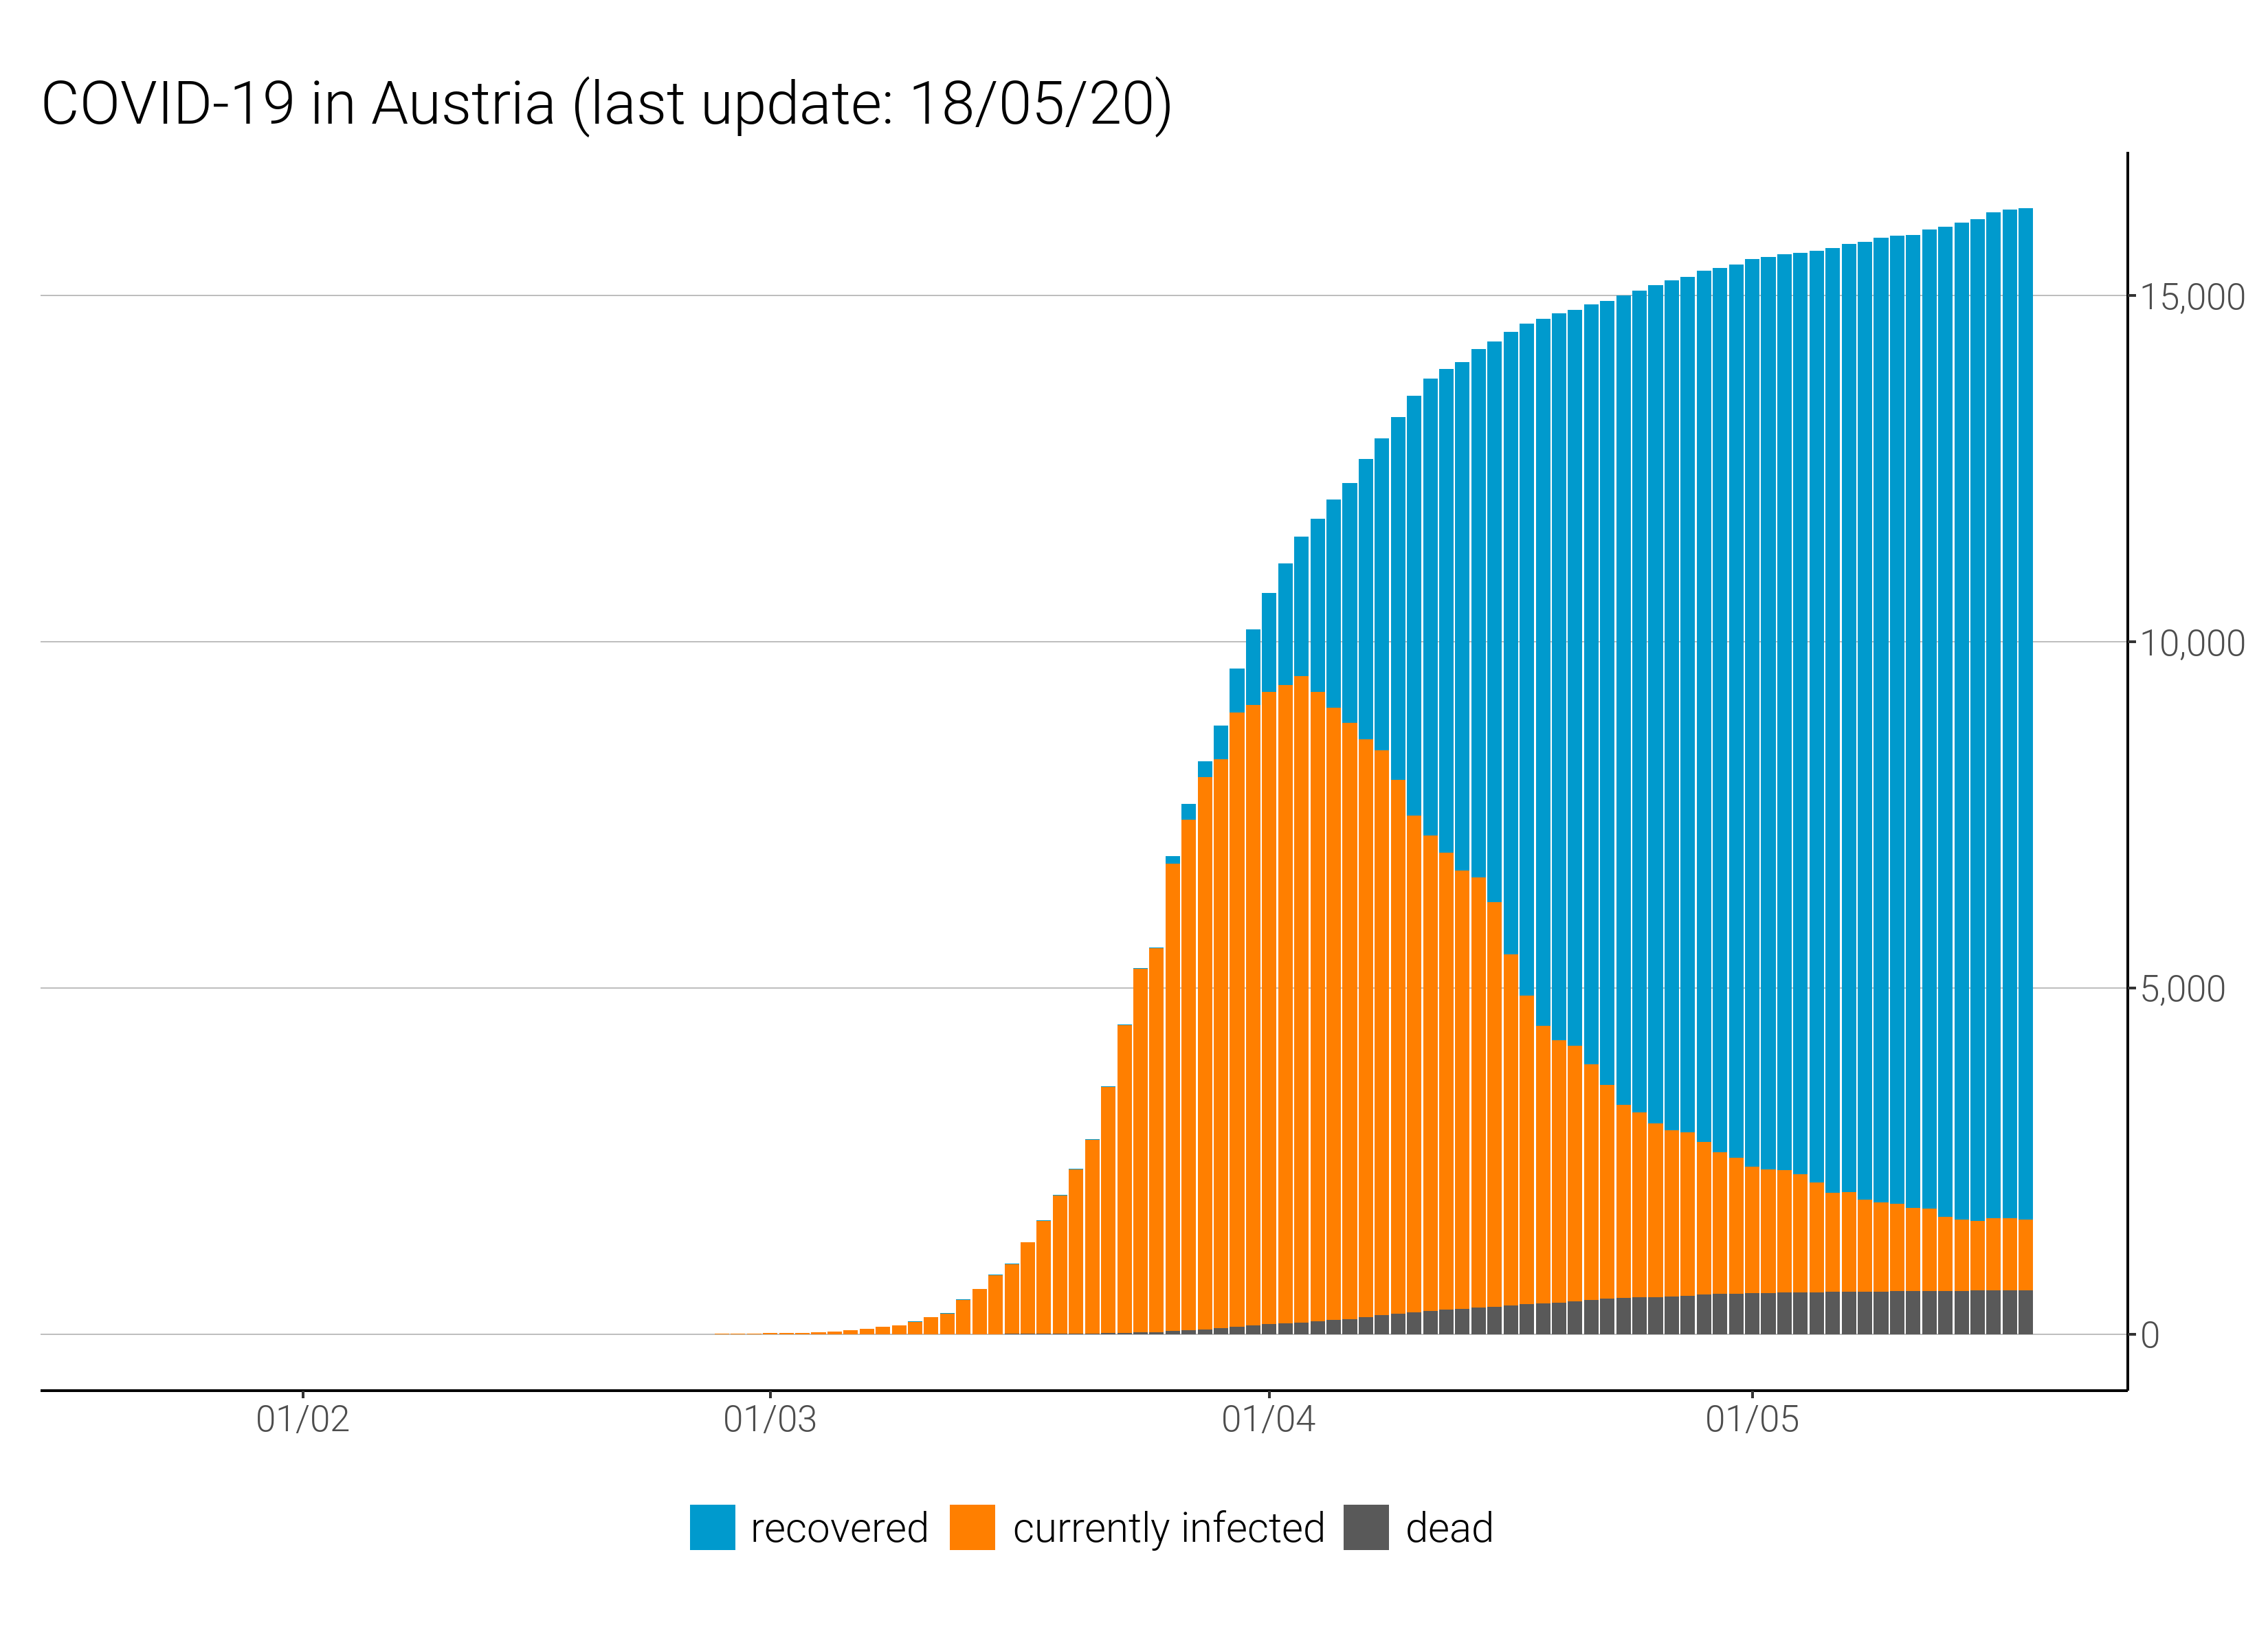 COVID-19 in Austria (last update: 18/05/20)
15,000
10,000
5,000
0
01/02 01/03 01/04 01/05
recovered currently infected dead